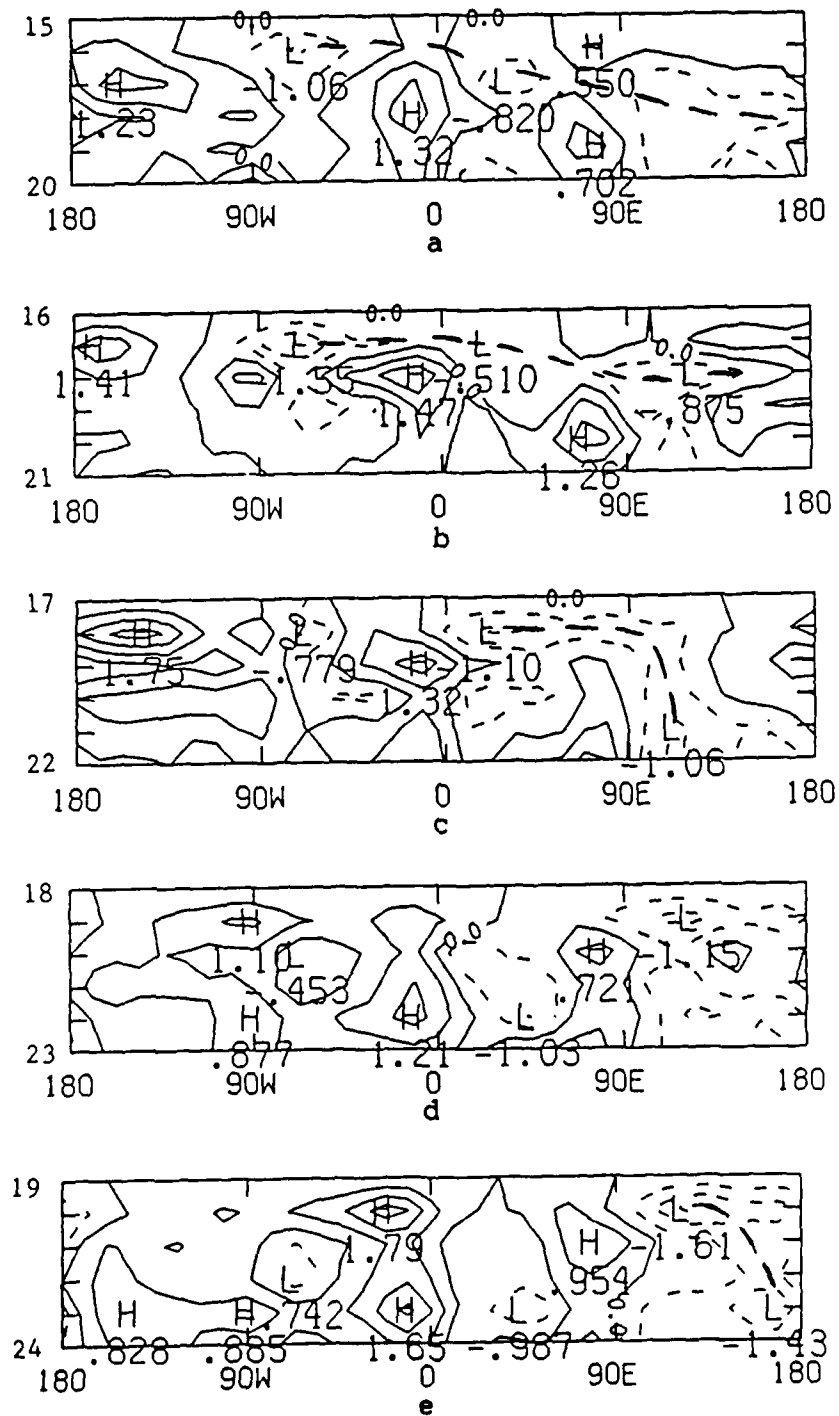 15 0.0 0.0
L H
H L
-1.06 .550
1.23 H -.820
1.32 H
0.0
20 .702
180 90W 0 90E 180
a
16 0.0
H L L 0.0
1.41 -1.55 H -.510 L
1.47 -.875
H
21 1.26
180 90W 0 90E 180
b
17 0.0
H L L
1.75 -.779 H -1.10
1.32
L
22 -1.06
180 90W 0 90E 180
c
18
H L
0.0
1.10 L H -1.15
-.453 .721
H H L
23 .877 1.21 -1.03
180 90W 0 90E 180
d
19
H L
1.79 H -1.61
L .954
H H .742 H L L
24 .828 .885 1.65 -.987 -1.43
180 90W 0 90E 180
e